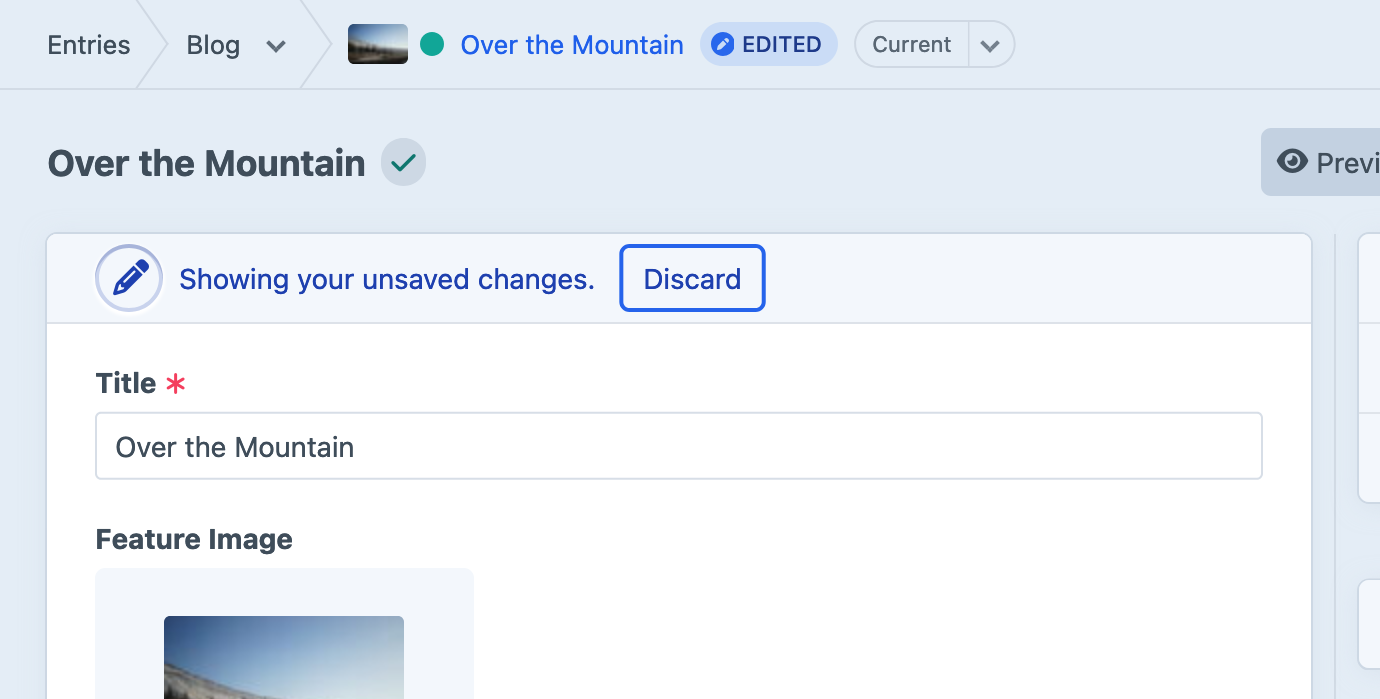 Entries Blog Over the Mountain EDITED Current
Over the Mountain
Previ
Showing your unsaved changes. Discard
Title *
Over the Mountain
Feature Image